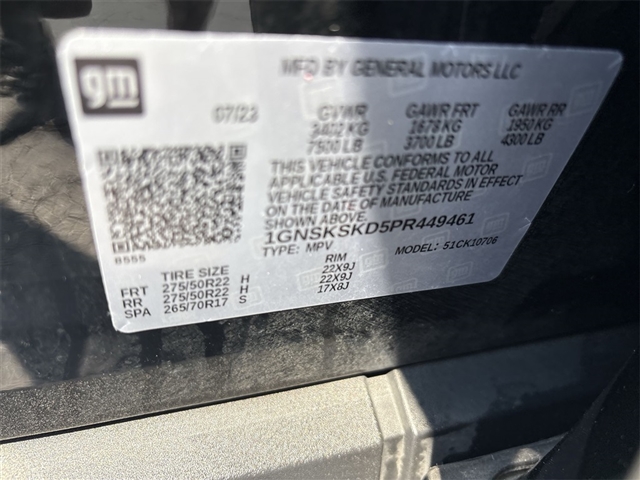 gm
MFD BY GENERAL MOTORS LLC
07/23 GVWR GAWR FRT GAWR RR
3402 KG 1678 KG 1950 KG
7500 LB 3700 LB 4300 LB
THIS VEHICLE CONFORMS TO ALL
APPLICABLE U.S. FEDERAL MOTOR
VEHICLE SAFETY STANDARDS IN EFFECT
ON THE DATE OF MANUFACTURE
SHOWN ABOVE.
1GNSKSKD5PR449461
TYPE: MPV MODEL: 51CK10706
TIRE SIZE RIM
FRT 275/50R22 H 22X9J
RR 275/50R22 H 22X9J
SPA 265/70R17 S 17X8J